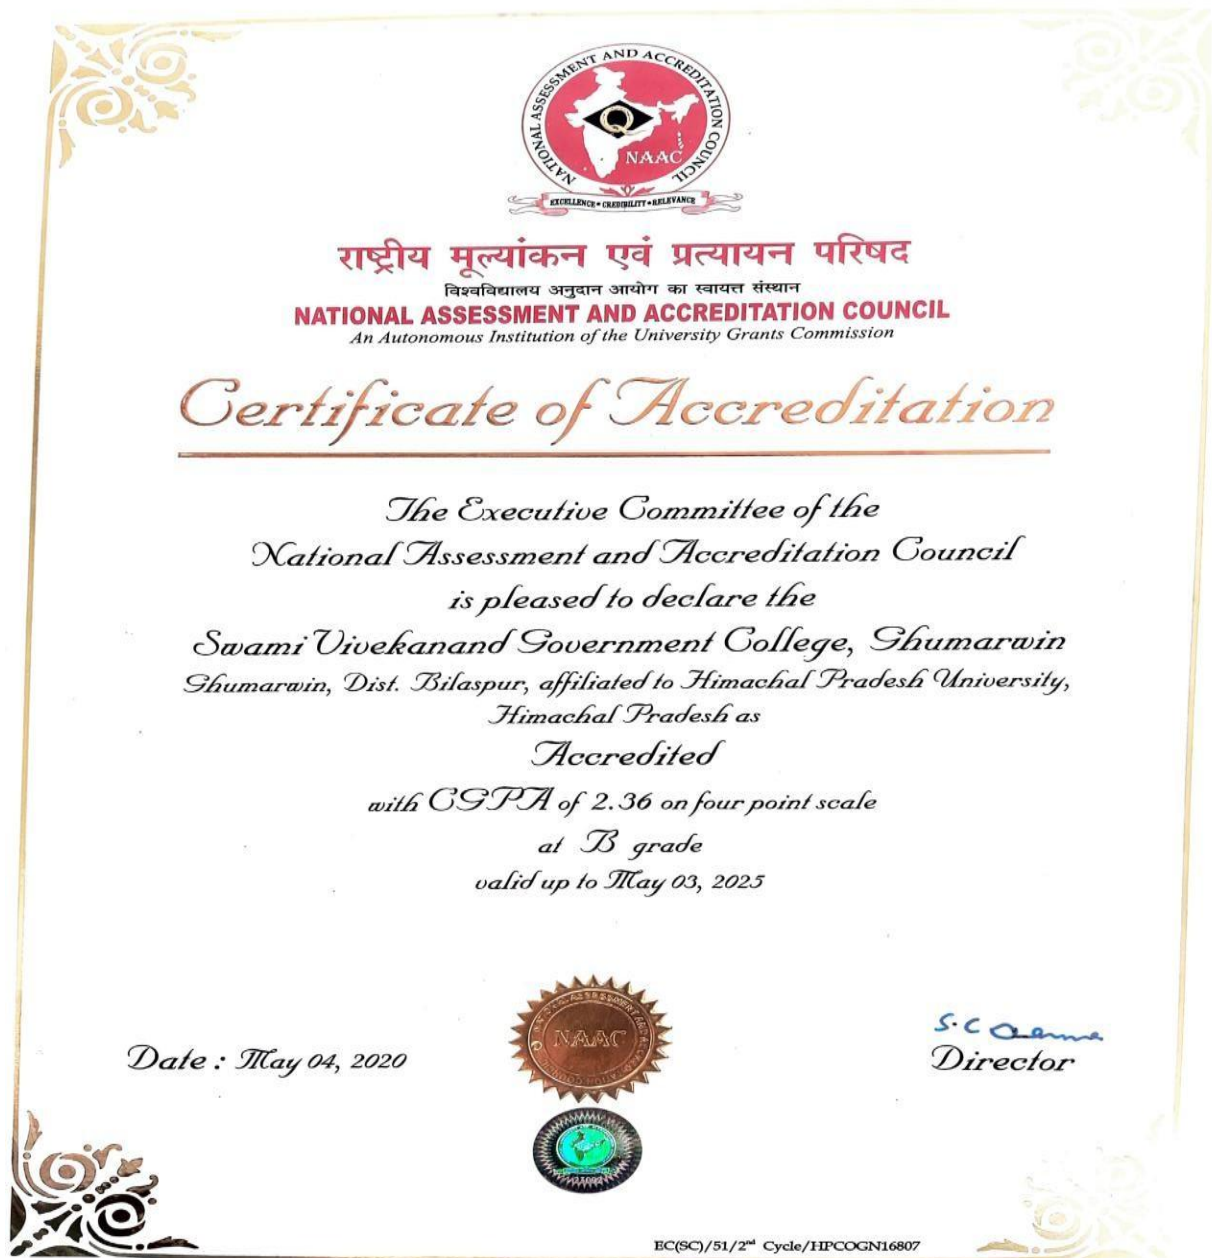 NATIONAL ASSESSMENT AND ACCREDITATION COUNCIL
NAAC
EXCELLENCE • CREDIBILITY • RELEVANCE
राष्ट्रीय मूल्यांकन एवं प्रत्यायन परिषद
विश्वविद्यालय अनुदान आयोग का स्वायत्त संस्थान
NATIONAL ASSESSMENT AND ACCREDITATION COUNCIL
An Autonomous Institution of the University Grants Commission
Certificate of Accreditation
The Executive Committee of the
National Assessment and Accreditation Council
is pleased to declare the
Swami Vivekanand Government College, Ghumarwin
Ghumarwin, Dist. Bilaspur, affiliated to Himachal Pradesh University,
Himachal Pradesh as
Accredited
with CGPA of 2.36 on four point scale
at B grade
valid up to May 03, 2025
NAAC
S.C
Date : May 04, 2020
Director
EC(SC)/51/2nd Cycle/HPCOGN16807